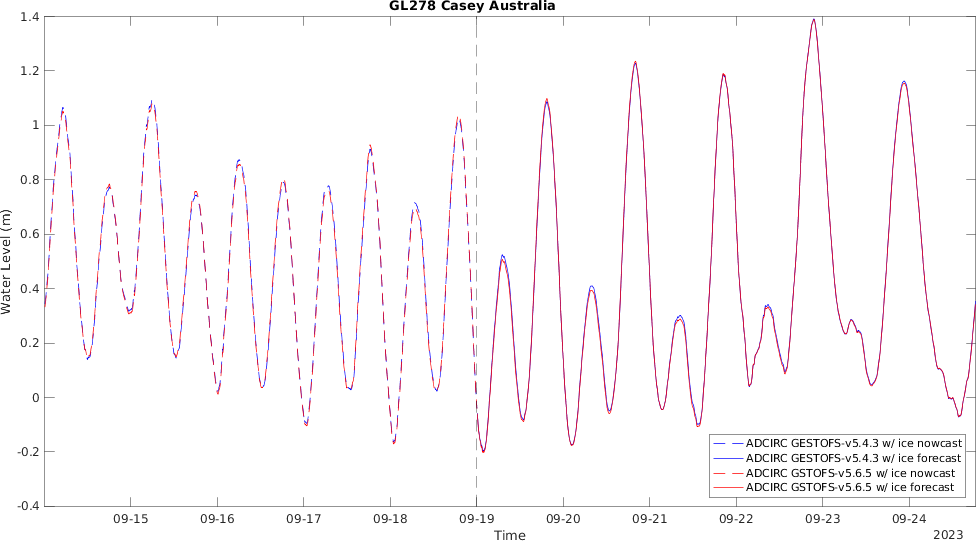 GL278 Casey Australia
1.4
1.2
1
0.8
0.6
0.4
0.2
0
-0.2
-0.4
Water Level (m)
ADCIRC GESTOFS-v5.4.3 w/ ice nowcast
ADCIRC GESTOFS-v5.4.3 w/ ice forecast
ADCIRC GSTOFS-v5.6.5 w/ ice nowcast
ADCIRC GSTOFS-v5.6.5 w/ ice forecast
09-15 09-16 09-17 09-18 09-19 09-20 09-21 09-22 09-23 09-24
Time
2023